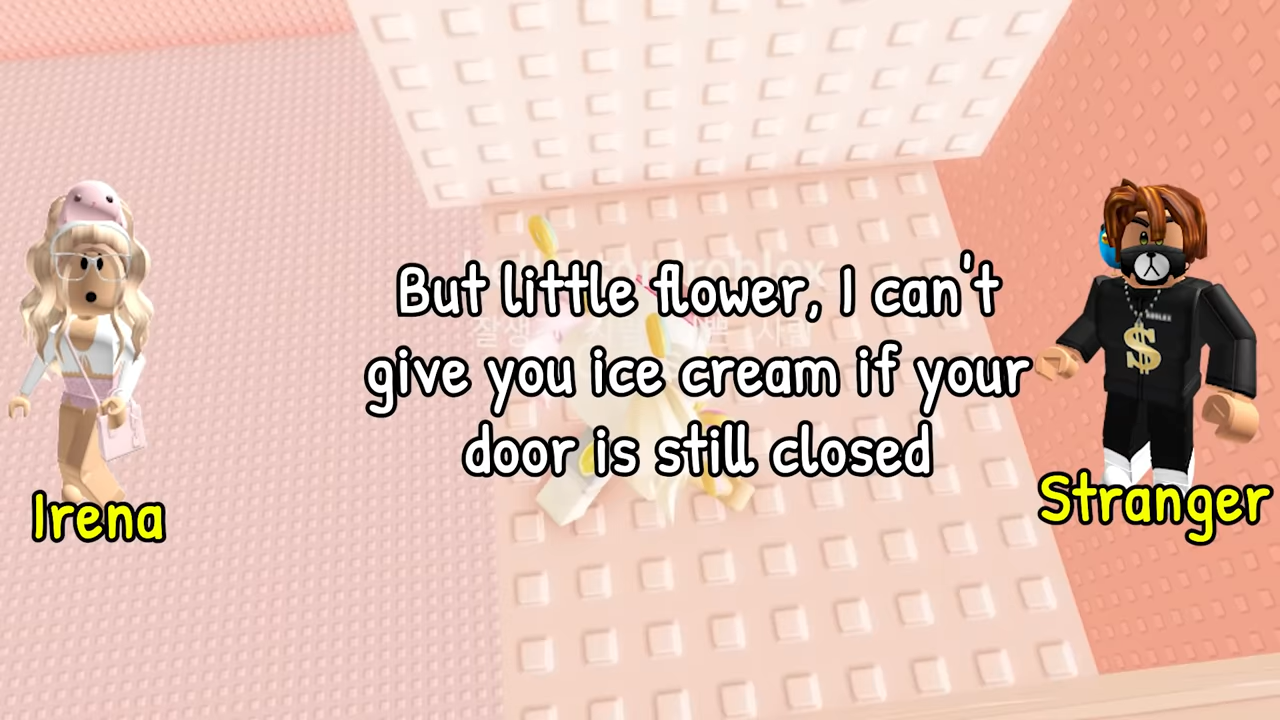 But little flower, I can't
give you ice cream if your
door is still closed
Irena
Stranger